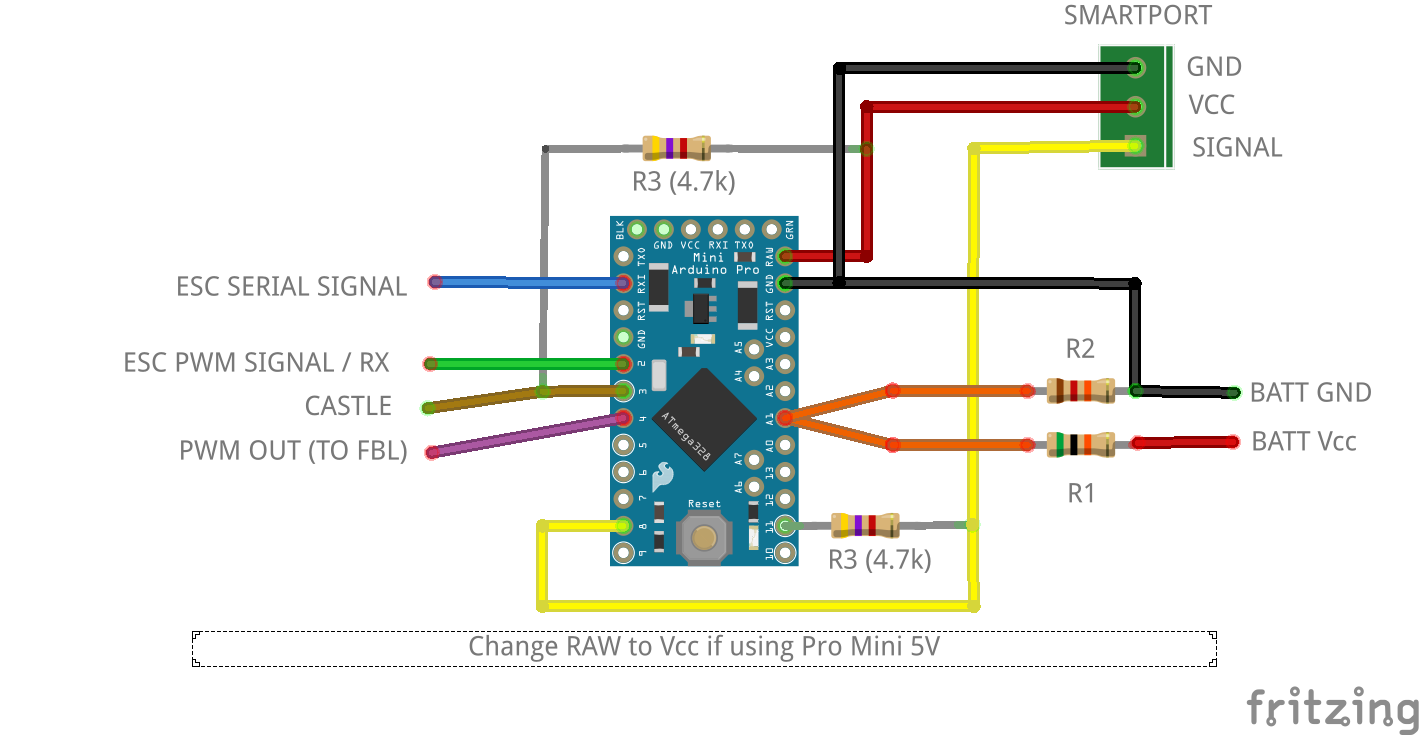 SMARTPORT
GND
VCC
SIGNAL
R3 (4.7k)
BLK
GND VCC RXI TXO
GRN
Mini
Arduino Pro
TXO
RXI
RST
GND
2
3
4
5
6
7
8
9
RAW
GND
RST
VCC
A3
A2
A1
A0
13
12
11
10
A5
A4
A7
A6
ATmega328
Reset
ESC SERIAL SIGNAL
ESC PWM SIGNAL / RX
CASTLE
PWM OUT (TO FBL)
R2
BATT GND
BATT Vcc
R1
R3 (4.7k)
Change RAW to Vcc if using Pro Mini 5V
fritzing